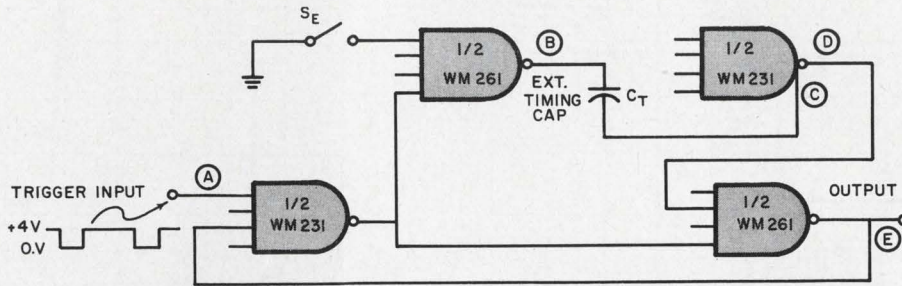 S_E
1/2
WM 261
B
EXT.
TIMING
CAP
C_T
1/2
WM 231
D
C
TRIGGER INPUT
+4V
0.V
A
1/2
WM 231
1/2
WM 261
OUTPUT
E